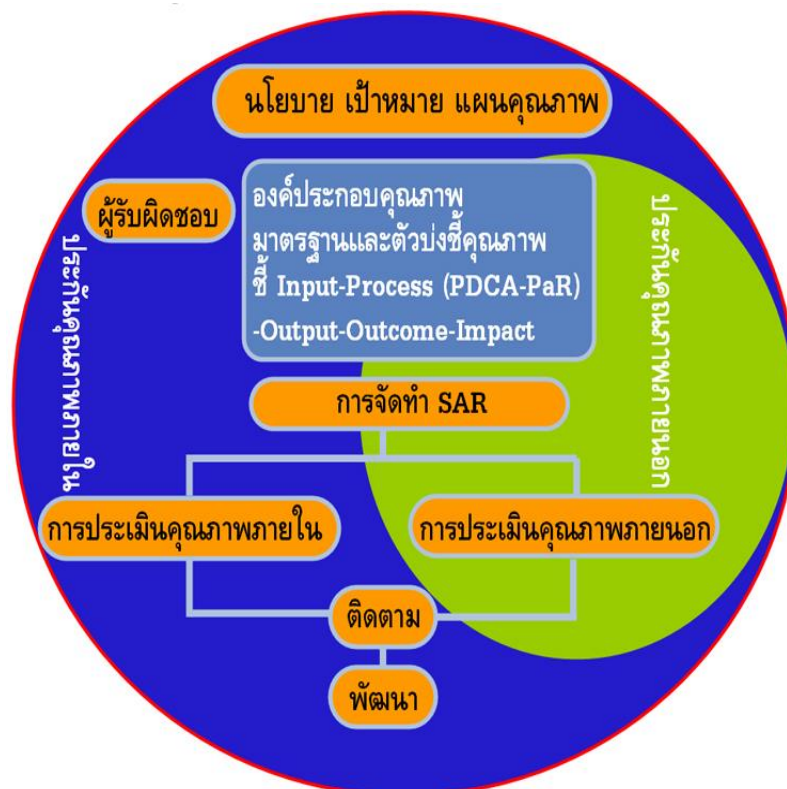 นโยบาย เป้าหมาย แผนคุณภาพ
ผู้รับผิดชอบ
องค์ประกอบคุณภาพ
มาตรฐานและตัวบ่งชี้คุณภาพ
ชี้ Input-Process (PDCA-PaR)
-Output-Outcome-Impact
ประกันคุณภาพภายใน
ประกันคุณภาพภายนอก
การจัดทำ SAR
การประเมินคุณภาพภายใน
การประเมินคุณภาพภายนอก
ติดตาม
พัฒนา